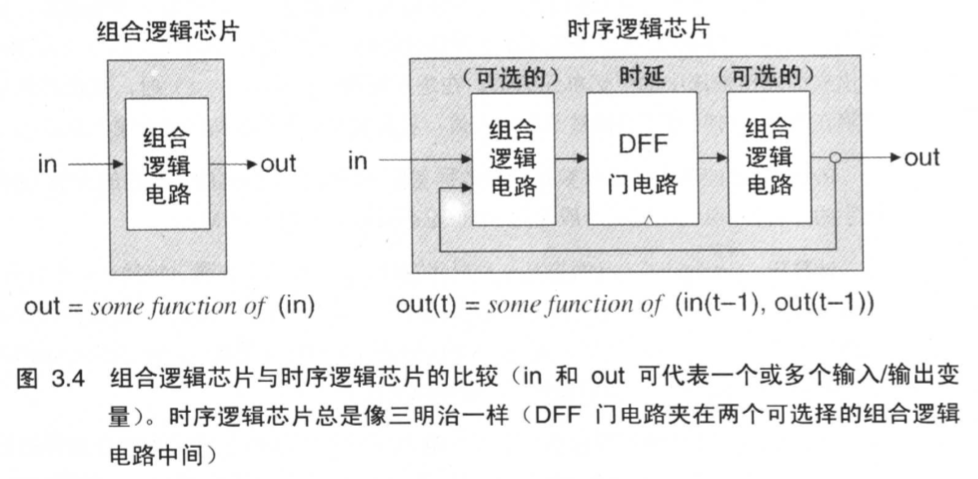 组合逻辑芯片
时序逻辑芯片
in
组合
逻辑
电路
out
(可选的)
时延
(可选的)
in
组合
逻辑
电路
DFF
门电路
组合
逻辑
电路
out
out = some function of (in)
out(t) = some function of (in(t–1), out(t–1))
图 3.4 组合逻辑芯片与时序逻辑芯片的比较（in 和 out 可代表一个或多个输入/输出变
量）。时序逻辑芯片总是像三明治一样（DFF 门电路夹在两个可选择的组合逻辑
电路中间）